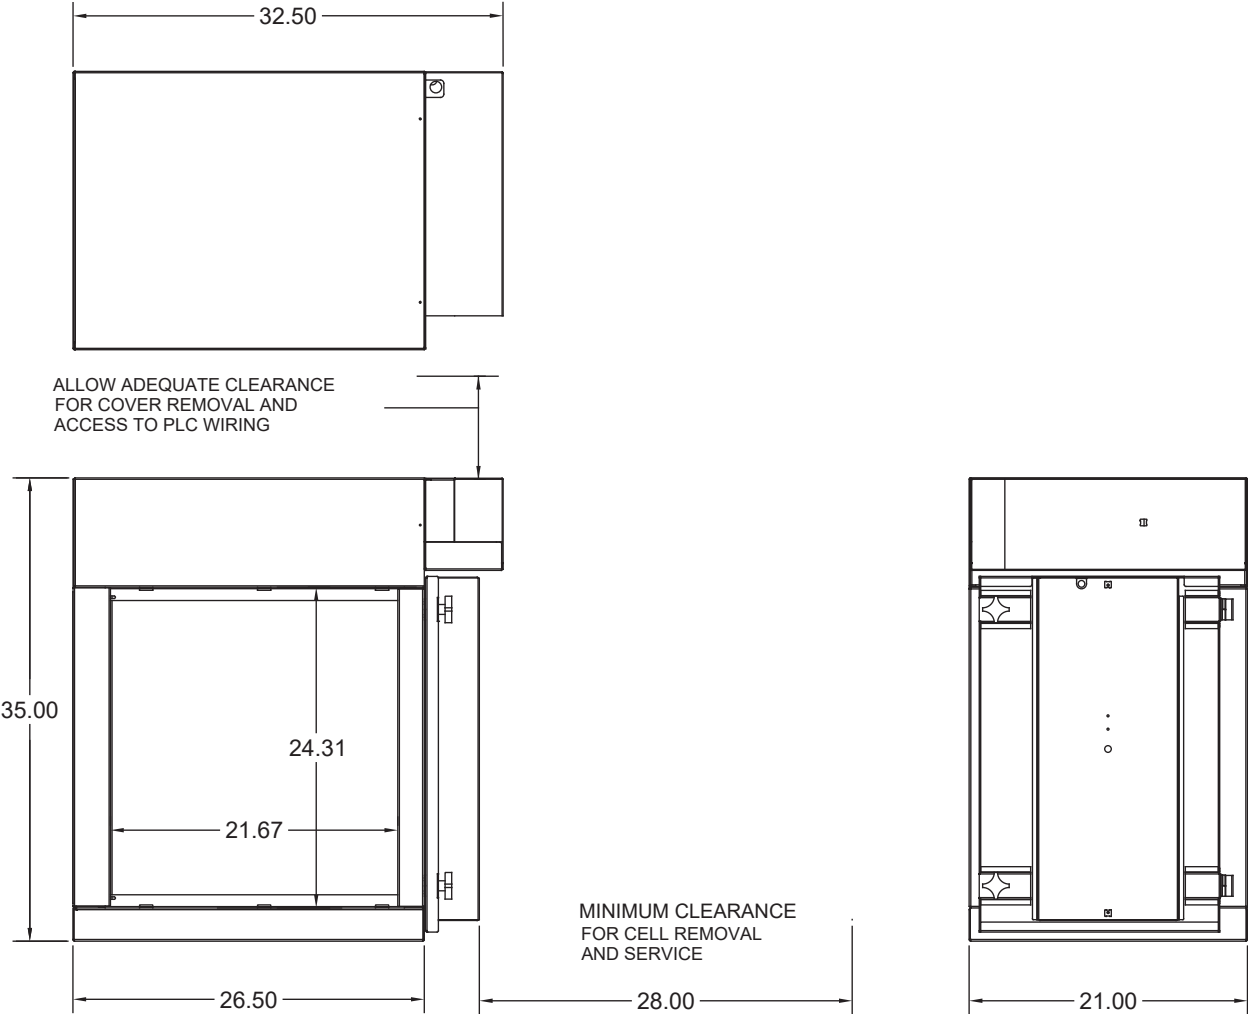 32.50
ALLOW ADEQUATE CLEARANCE
FOR COVER REMOVAL AND
ACCESS TO PLC WIRING
35.00
24.31
21.67
MINIMUM CLEARANCE
FOR CELL REMOVAL
AND SERVICE
26.50
28.00
21.00